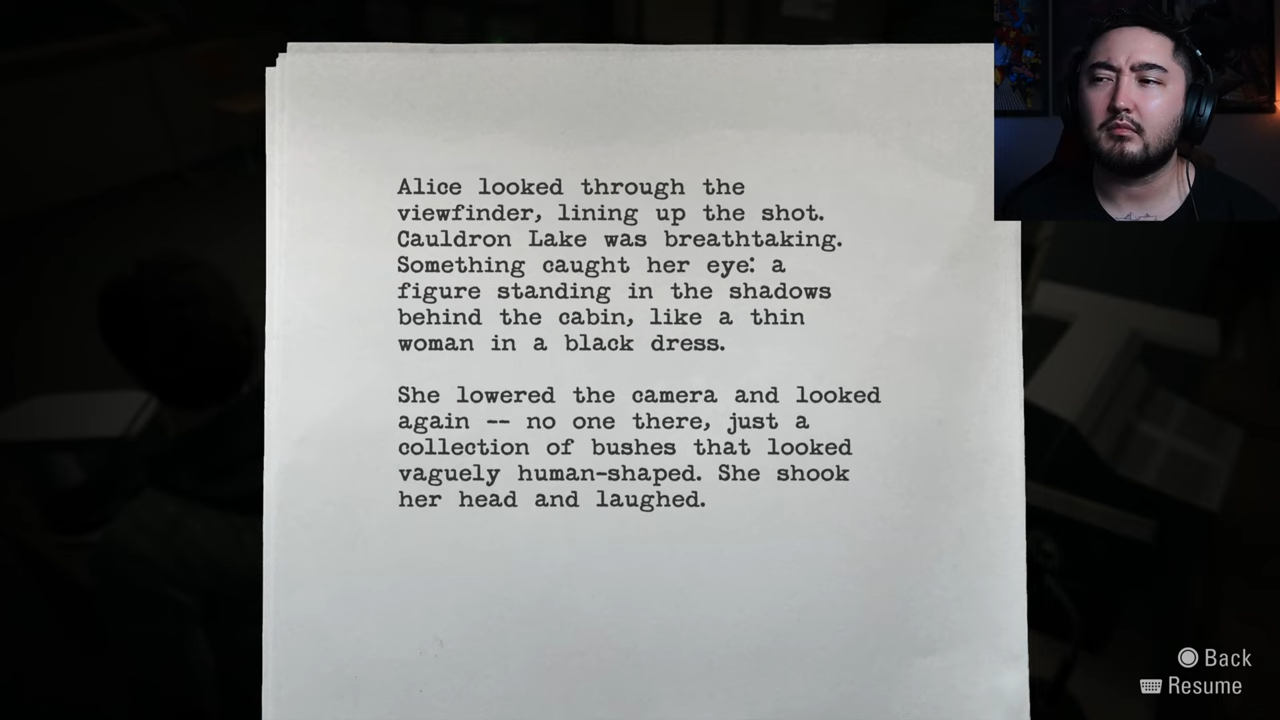 Alice looked through the
viewfinder, lining up the shot.
Cauldron Lake was breathtaking.
Something caught her eye: a
figure standing in the shadows
behind the cabin, like a thin
woman in a black dress.
She lowered the camera and looked
again -- no one there, just a
collection of bushes that looked
vaguely human-shaped. She shook
her head and laughed.
Back
Resume